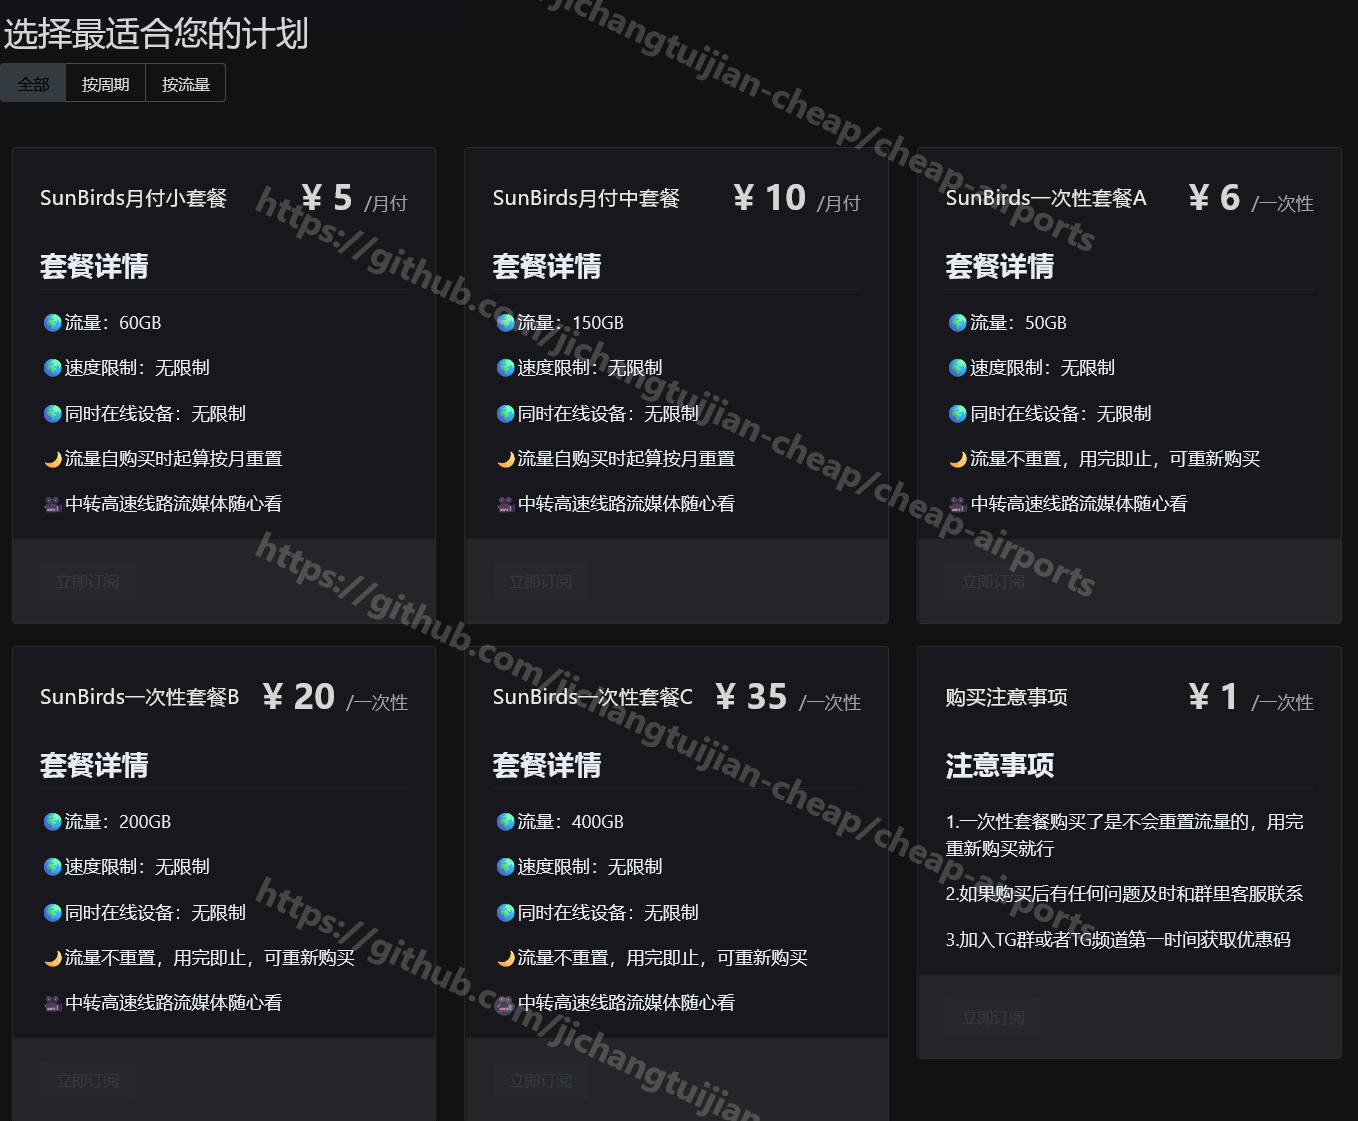 选择最适合您的计划
全部 按周期 按流量
SunBirds月付小套餐 ¥ 5 /月付
套餐详情
流量：60GB
速度限制：无限制
同时在线设备：无限制
流量自购买时起算按月重置
中转高速线路流媒体随心看
立即订阅
SunBirds月付中套餐 ¥ 10 /月付
套餐详情
流量：150GB
速度限制：无限制
同时在线设备：无限制
流量自购买时起算按月重置
中转高速线路流媒体随心看
立即订阅
SunBirds一次性套餐A ¥ 6 /一次性
套餐详情
流量：50GB
速度限制：无限制
同时在线设备：无限制
流量不重置，用完即止，可重新购买
中转高速线路流媒体随心看
立即订阅
SunBirds一次性套餐B ¥ 20 /一次性
套餐详情
流量：200GB
速度限制：无限制
同时在线设备：无限制
流量不重置，用完即止，可重新购买
中转高速线路流媒体随心看
立即订阅
SunBirds一次性套餐C ¥ 35 /一次性
套餐详情
流量：400GB
速度限制：无限制
同时在线设备：无限制
流量不重置，用完即止，可重新购买
中转高速线路流媒体随心看
立即订阅
购买注意事项 ¥ 1 /一次性
注意事项
1.一次性套餐购买了是不会重置流量的，用完
重新购买就行
2.如果购买后有任何问题及时和群里客服联系
3.加入TG群或者TG频道第一时间获取优惠码
立即订阅
/jichangtuijian-cheap/cheap-airports
https://github.com/jichangtuijian-cheap/cheap-airports
https://github.com/jichangtuijian-cheap/cheap-airports
https://github.com/jichangtuijian